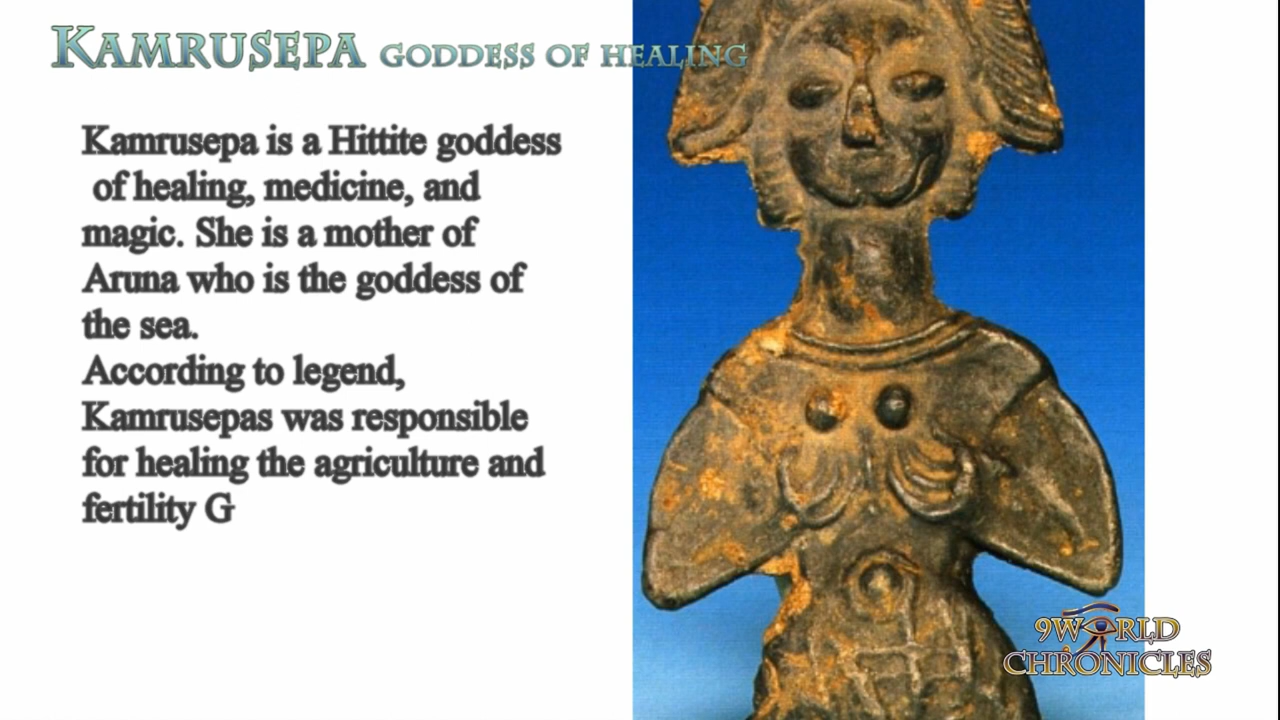 KAMRUSEPA GODDESS OF HEALING
Kamrusepa is a Hittite goddess
of healing, medicine, and
magic. She is a mother of
Aruna who is the goddess of
the sea.
According to legend,
Kamrusepas was responsible
for healing the agriculture and
fertility G
9WORLD
CHRONICLES